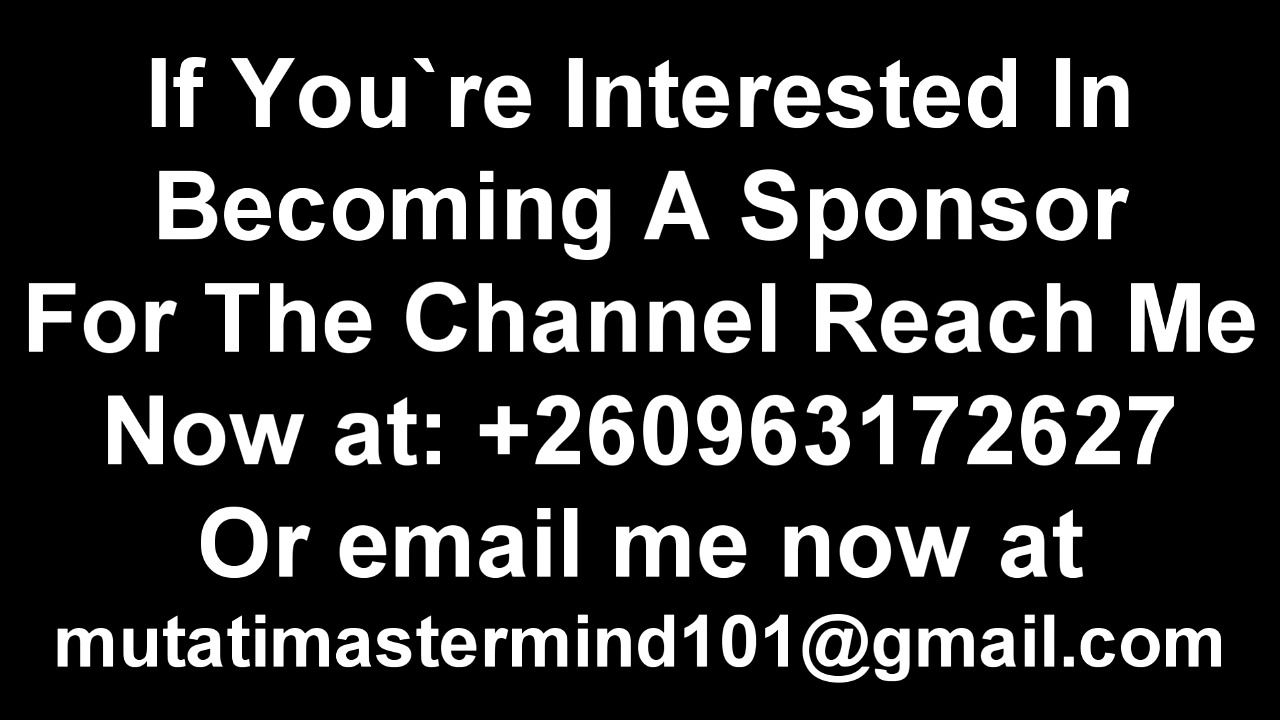 If You`re Interested In
Becoming A Sponsor
For The Channel Reach Me
Now at: +260963172627
Or email me now at
mutatimastermind101@gmail.com